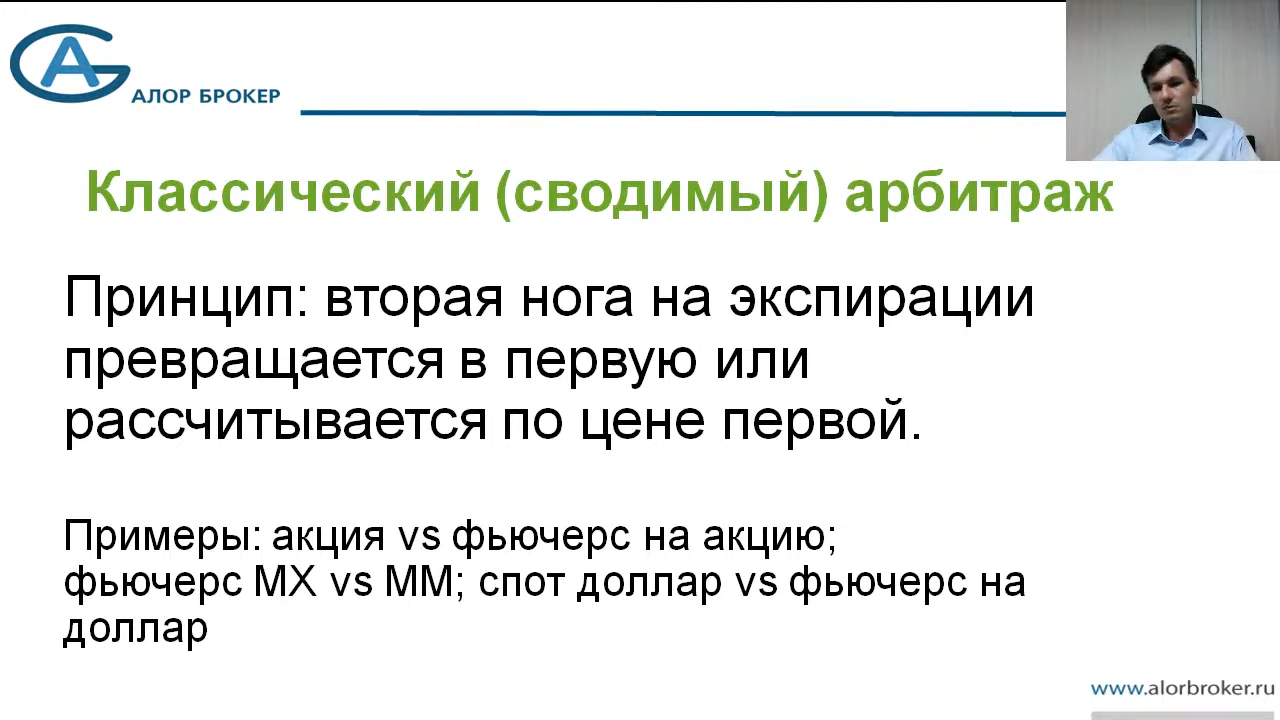 АЛОР БРОКЕР
Классический (сводимый) арбитраж
Принцип: вторая нога на экспирации
превращается в первую или
рассчитывается по цене первой.
Примеры: акция vs фьючерс на акцию;
фьючерс MX vs MM; спот доллар vs фьючерс на
доллар
www.alorbroker.ru